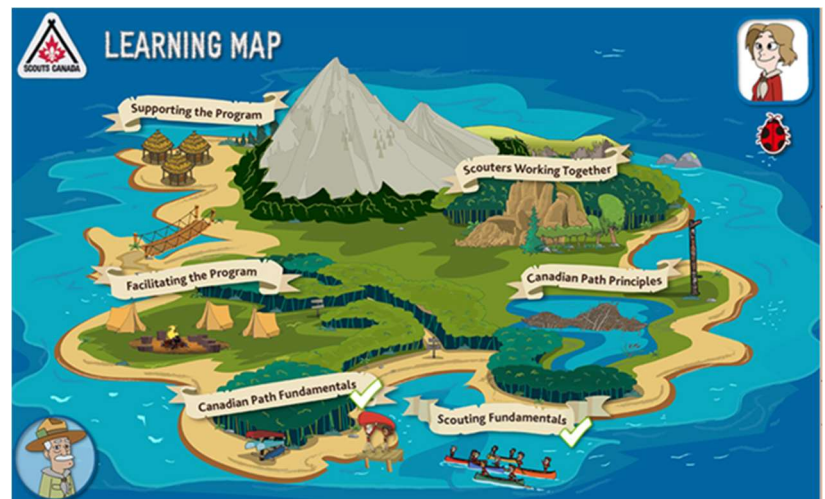 SCOUTS CANADA
LEARNING MAP
Supporting the Program
Scouters Working Together
Facilitating the Program
Canadian Path Principles
Canadian Path Fundamentals
Scouting Fundamentals